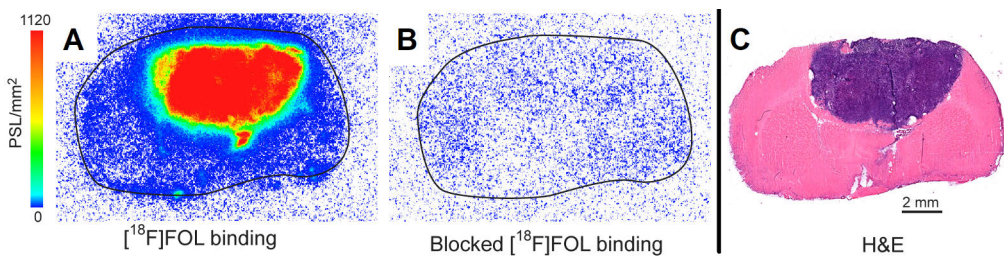 1120
A
B
C
PSL/mm²
0
2 mm
[¹⁸F]FOL binding
Blocked [¹⁸F]FOL binding
H&E